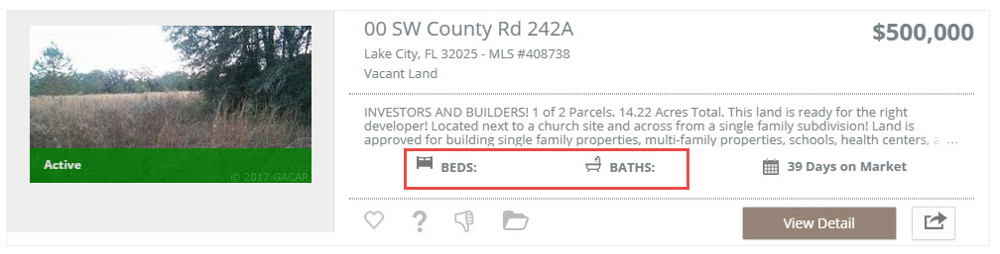 00 SW County Rd 242A
$500,000
Lake City, FL 32025 - MLS #408738
Vacant Land
INVESTORS AND BUILDERS! 1 of 2 Parcels. 14.22 Acres Total. This land is ready for the right
developer! Located next to a church site and across from a single family subdivision! Land is
approved for building single family properties, multi-family properties, schools, health centers, a ...
Active
© 2017 GACAR
BEDS: BATHS: 39 Days on Market
View Detail